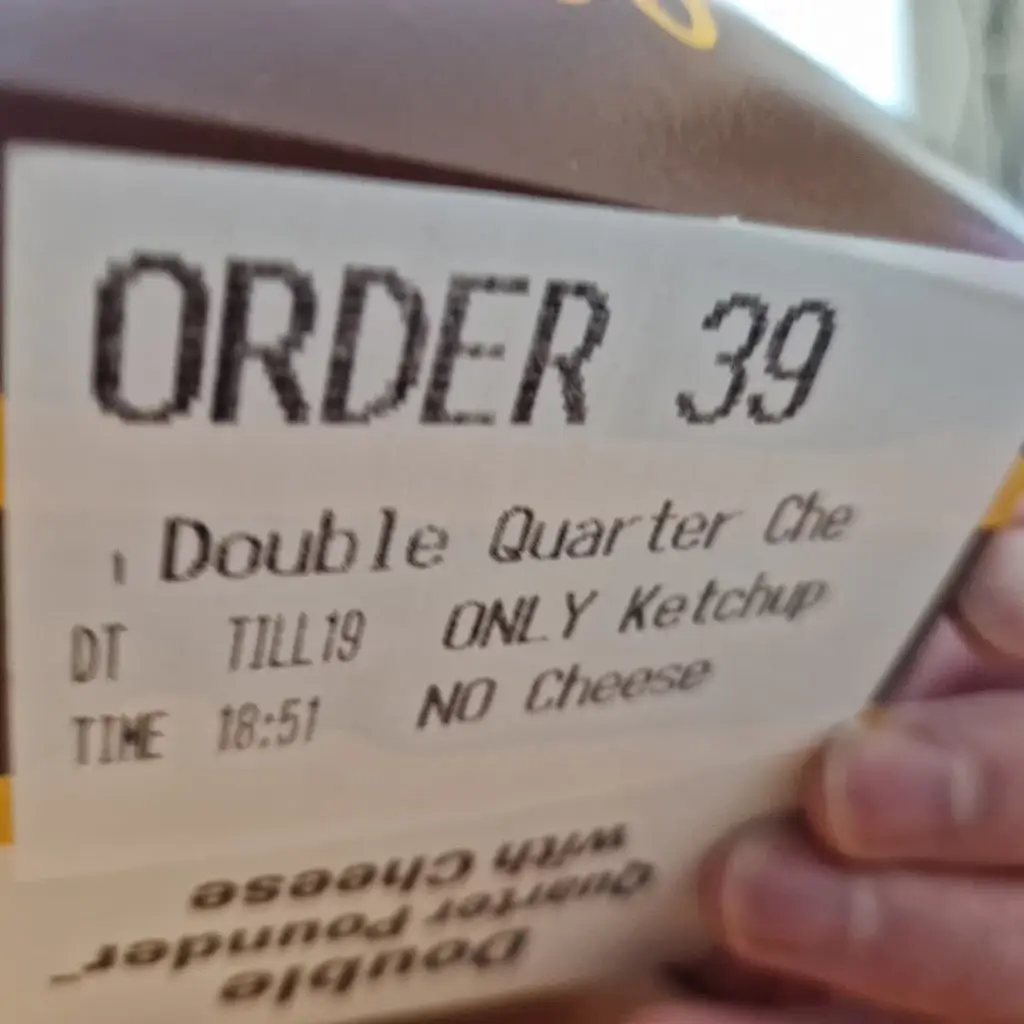 ORDER 39
1 Double Quarter Che
DT TILL19 ONLY Ketchup
TIME 18:51 NO Cheese
Double
Quarter Pounder™
with Cheese